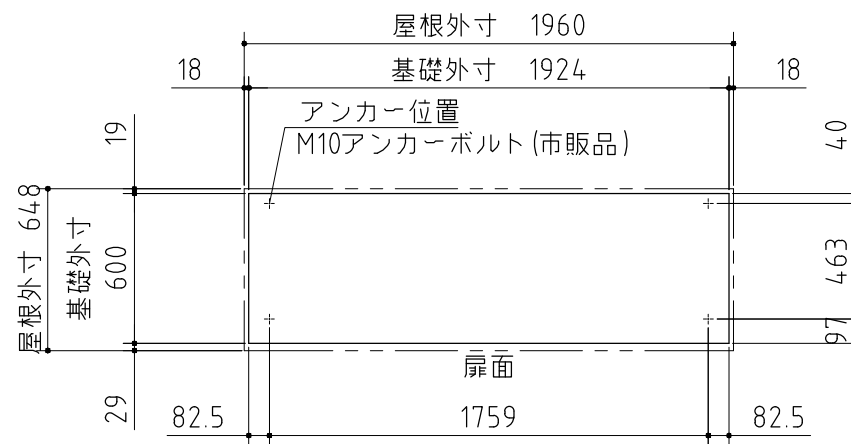 屋根外寸 1960
18 基礎外寸 1924 18
アンカー位置
M10アンカーボルト(市販品)
19
40
屋根外寸 648
基礎外寸
600
463
97
扉面
29
82.5 1759 82.5